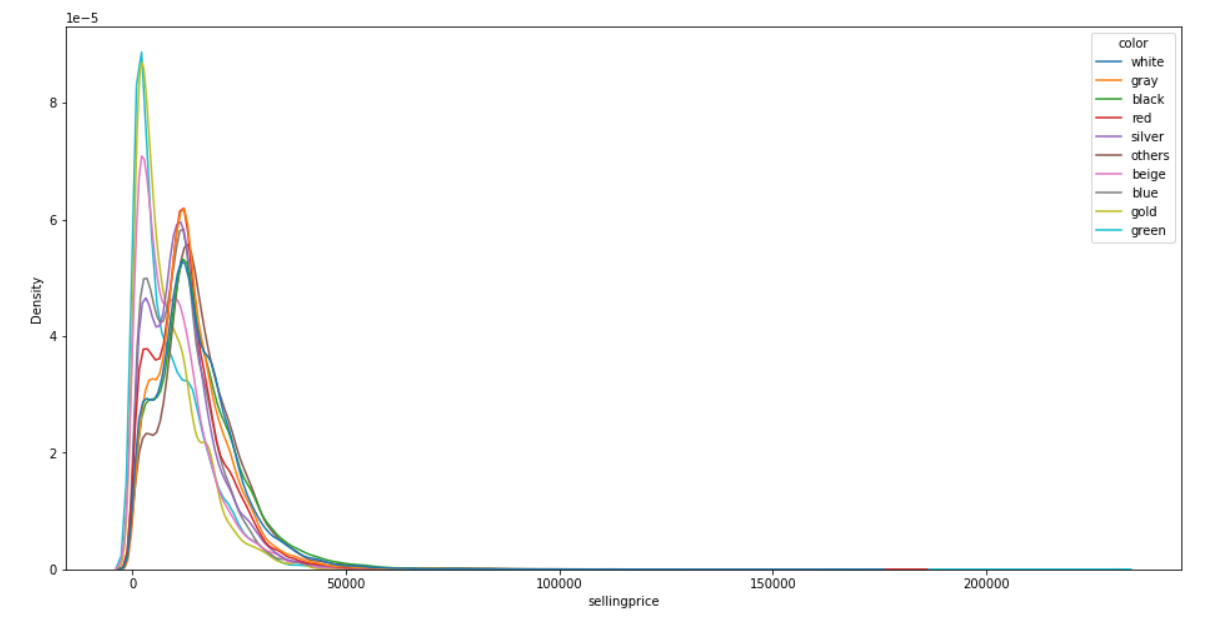 1e−5
8
6
4
2
0
Density
0
50000
100000
150000
200000
sellingprice
color
white
gray
black
red
silver
others
beige
blue
gold
green